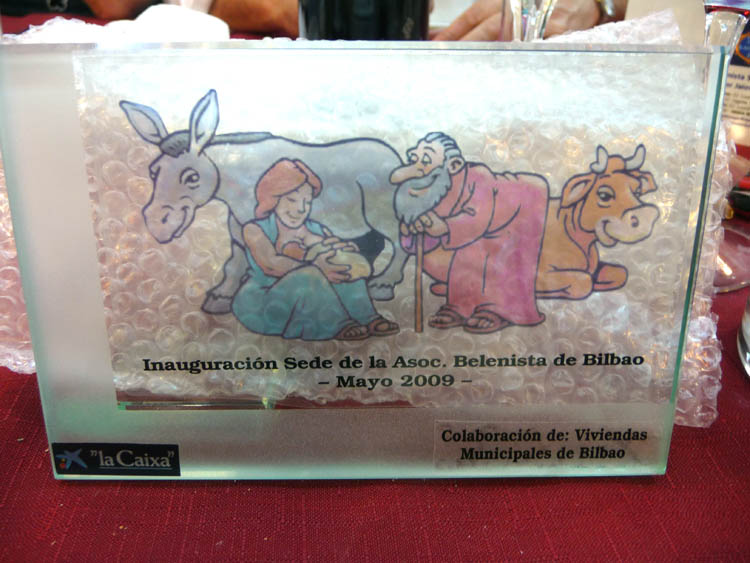 Inauguración Sede de la Asoc. Belenista de Bilbao
– Mayo 2009 –
"la Caixa"
Colaboración de: Viviendas
Municipales de Bilbao